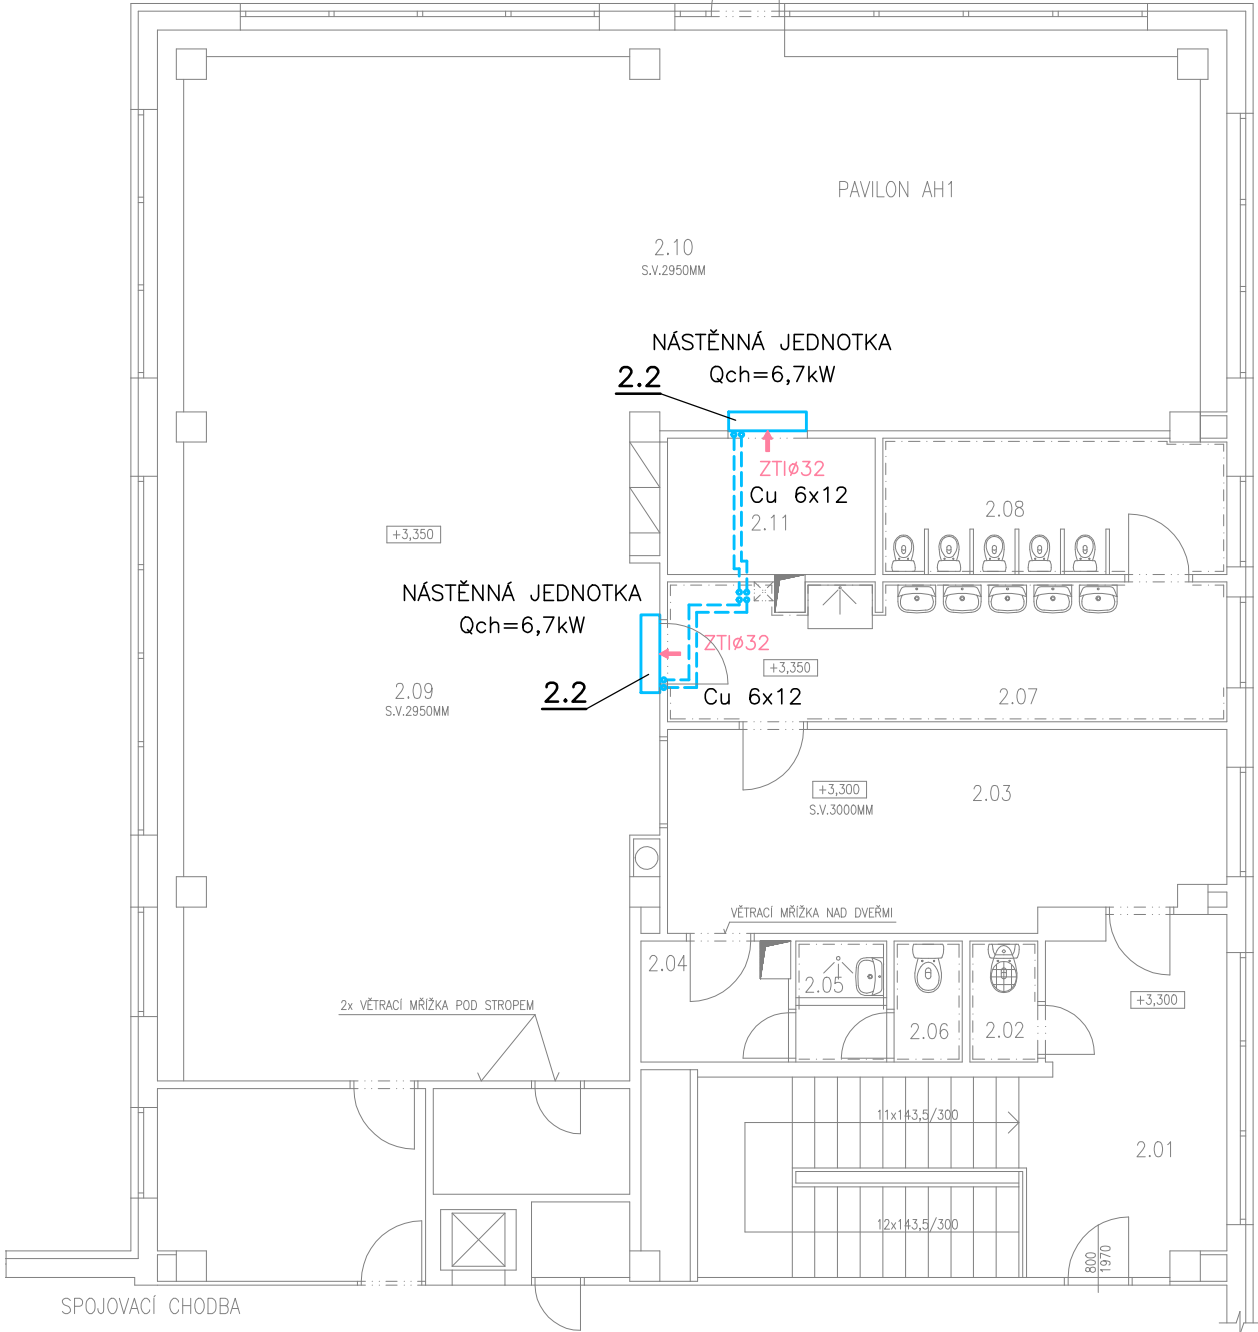 PAVILON AH1
2.10
S.V.2950MM
NÁSTĚNNÁ JEDNOTKA
Qch=6,7kW
2.2
ZTIø32
Cu 6x12
2.11
2.08
+3,350
NÁSTĚNNÁ JEDNOTKA
Qch=6,7kW
ZTIø32
+3,350
2.09
S.V.2950MM
2.2
Cu 6x12
2.07
+3,300
S.V.3000MM
2.03
VĚTRACÍ MŘÍŽKA NAD DVEŘMI
2.04
2.05
2.06
2.02
+3,300
2x VĚTRACÍ MŘÍŽKA POD STROPEM
11x143,5/300
2.01
12x143,5/300
800
1970
SPOJOVACÍ CHODBA